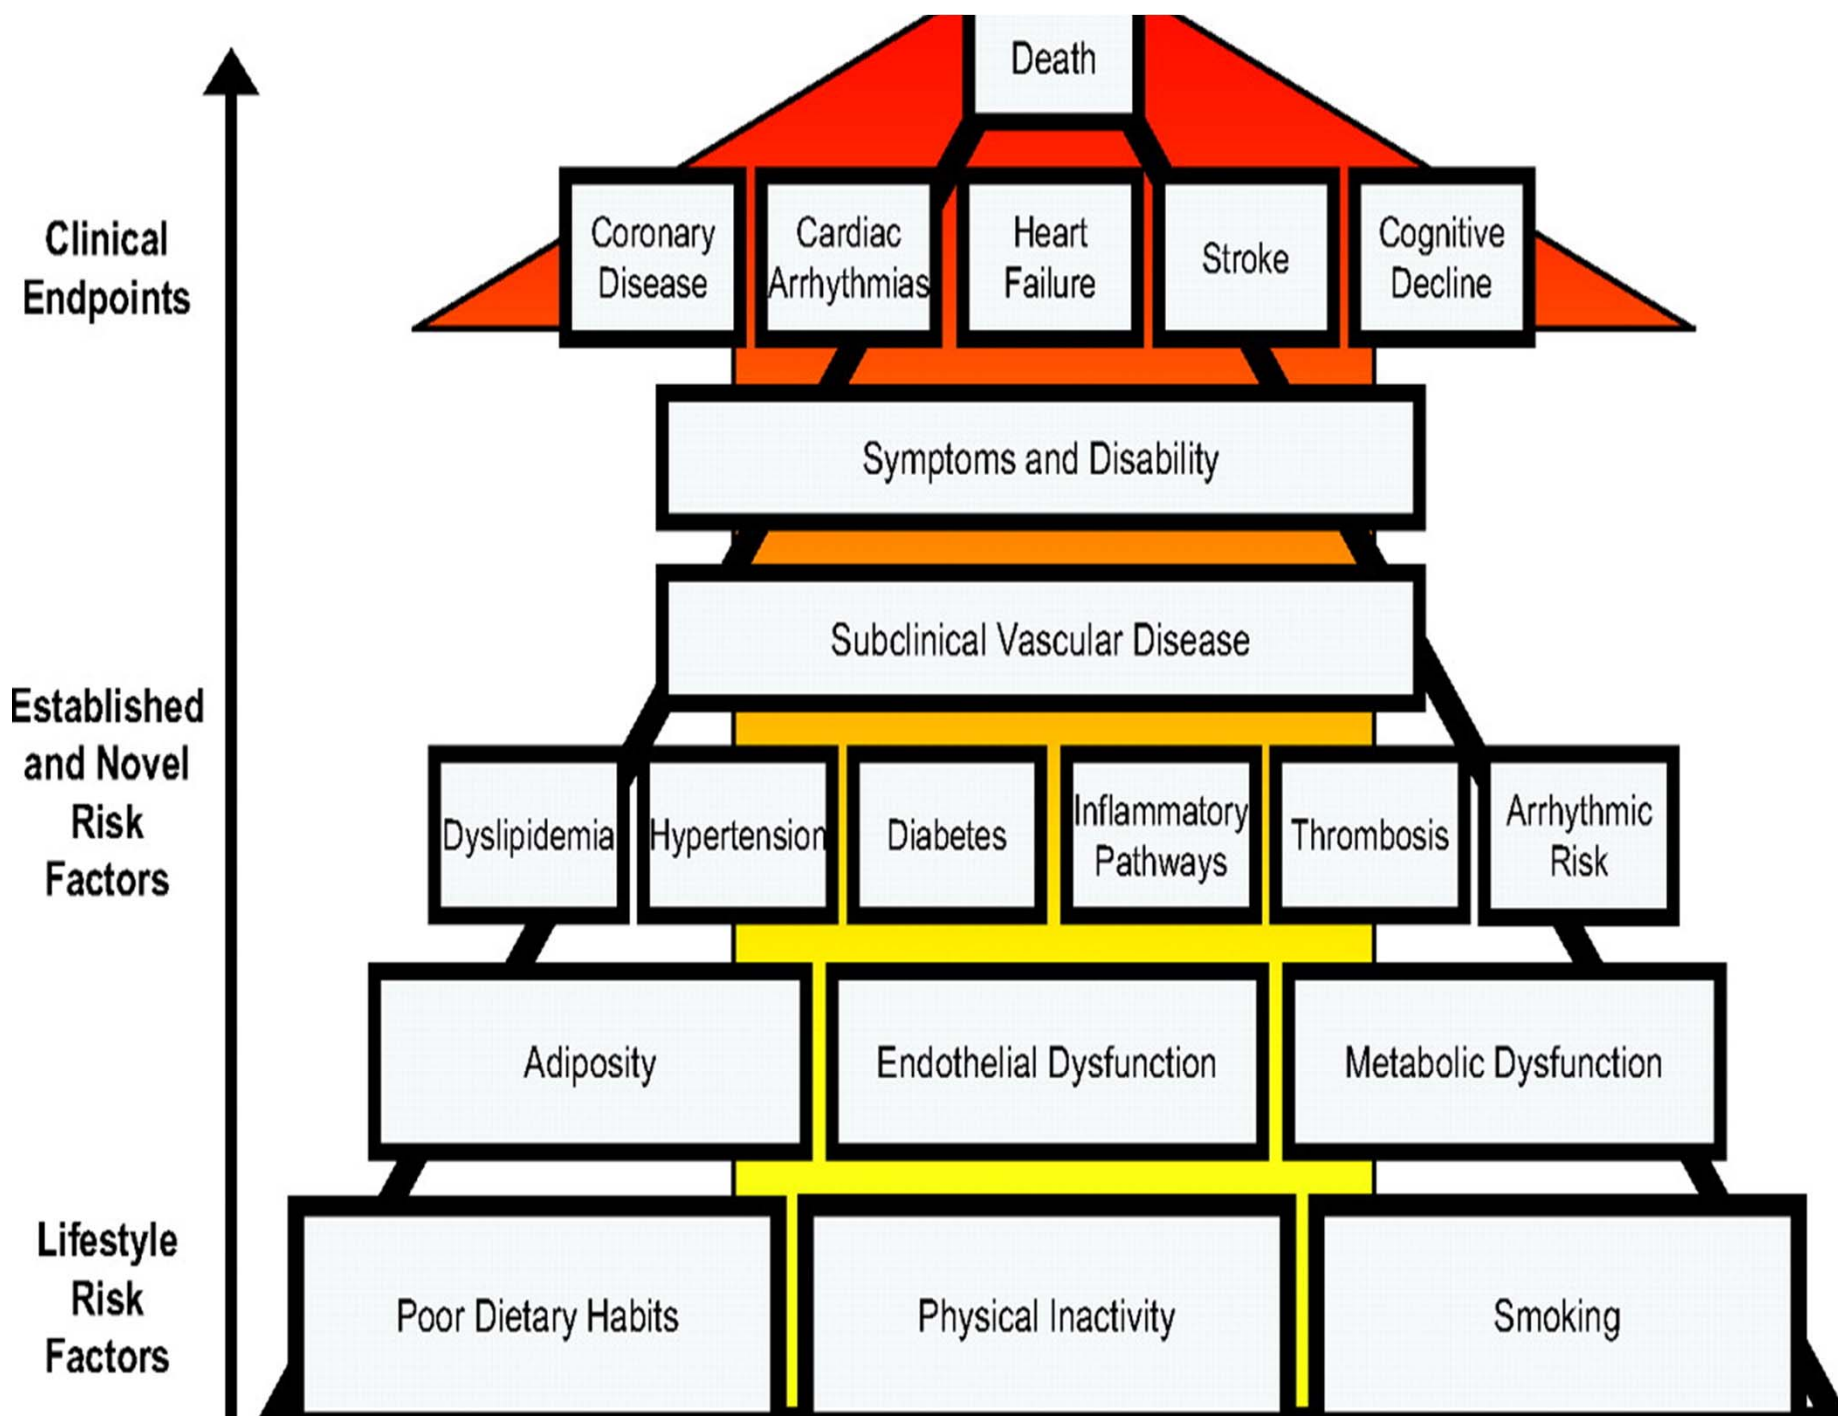 Death
Clinical
Endpoints
Coronary
Disease
Cardiac
Arrhythmias
Heart
Failure
Stroke
Cognitive
Decline
Symptoms and Disability
Subclinical Vascular Disease
Established
and Novel
Risk
Factors
Dyslipidemia
Hypertension
Diabetes
Inflammatory
Pathways
Thrombosis
Arrhythmic
Risk
Adiposity
Endothelial Dysfunction
Metabolic Dysfunction
Lifestyle
Risk
Factors
Poor Dietary Habits
Physical Inactivity
Smoking